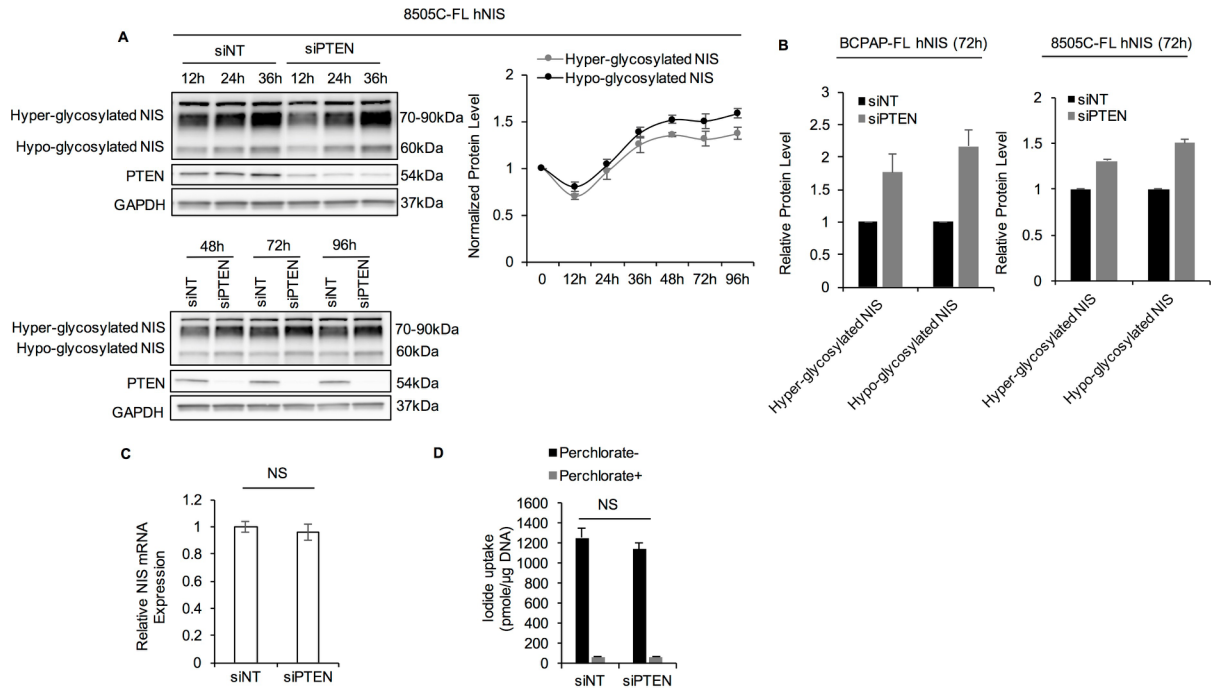 8505C-FL hNIS
A
siNT siPTEN
12h 24h 36h 12h 24h 36h
Hyper-glycosylated NIS 70-90kDa
Hypo-glycosylated NIS 60kDa
PTEN 54kDa
GAPDH 37kDa
48h 72h 96h
siNT siPTEN siNT siPTEN siNT siPTEN
Hyper-glycosylated NIS 70-90kDa
Hypo-glycosylated NIS 60kDa
PTEN 54kDa
GAPDH 37kDa
Hyper-glycosylated NIS
Hypo-glycosylated NIS
Normalized Protein Level
2
1.5
1
0.5
0
0 12h 24h 36h 48h 72h 96h
B
BCPAP-FL hNIS (72h)
siNT
siPTEN
Relative Protein Level
3
2.5
2
1.5
1
0.5
0
Hyper-glycosylated NIS
Hypo-glycosylated NIS
8505C-FL hNIS (72h)
siNT
siPTEN
Relative Protein Level
2
1.5
1
0.5
0
Hyper-glycosylated NIS
Hypo-glycosylated NIS
C
NS
Relative NIS mRNA
Expression
1.2
1
0.8
0.6
0.4
0.2
0
siNT siPTEN
D
Perchlorate-
Perchlorate+
NS
Iodide uptake
(pmole/µg DNA)
1600
1400
1200
1000
800
600
400
200
0
siNT siPTEN